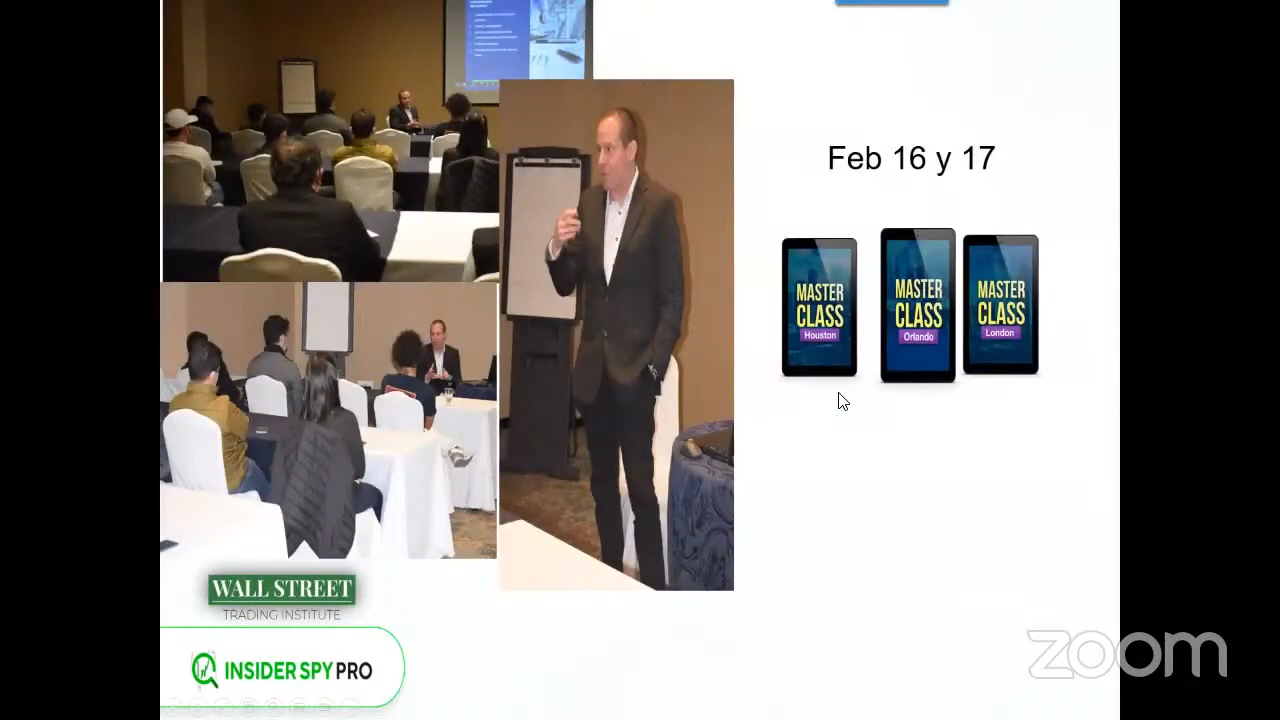 Feb 16 y 17
MASTER
CLASS
Houston
MASTER
CLASS
Orlando
MASTER
CLASS
London
WALL STREET
TRADING INSTITUTE
INSIDER SPY PRO
zoom